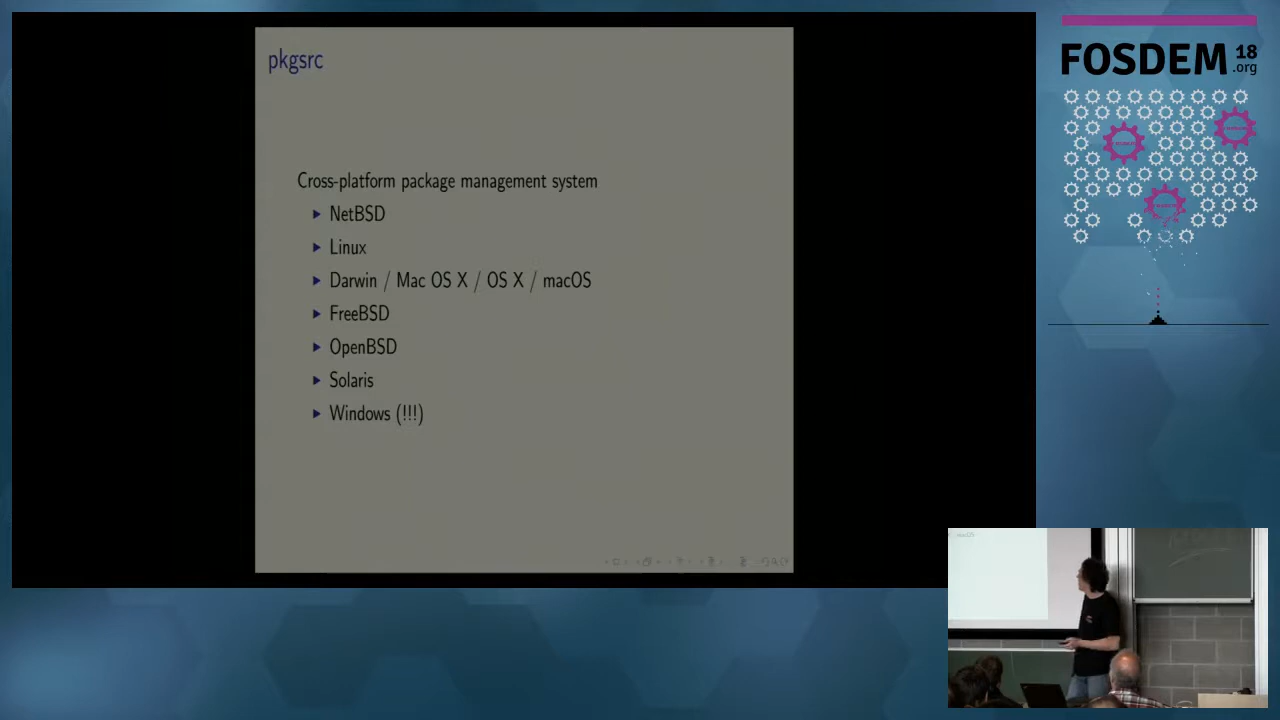 pkgsrc
Cross-platform package management system
NetBSD
Linux
Darwin / Mac OS X / OS X / macOS
FreeBSD
OpenBSD
Solaris
Windows (!!!)
FOSDEM 18
.org
macOS